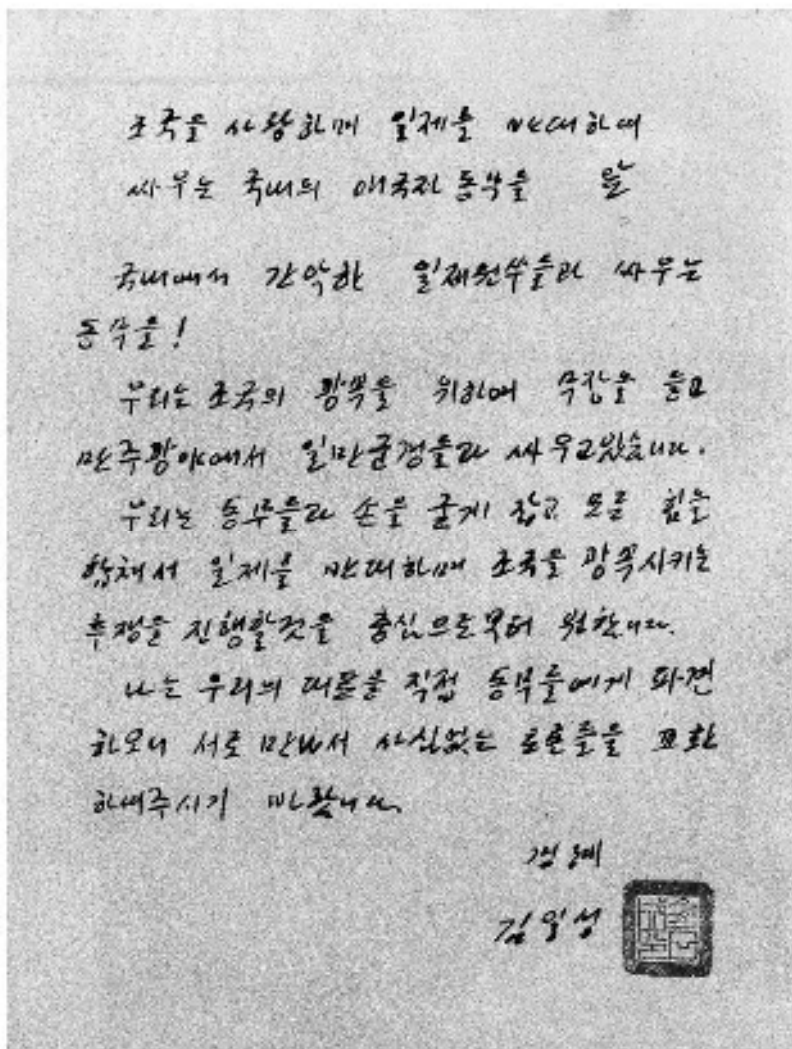 조국을 사랑하며 일제를 반대하여
싸우는 국내의 애국자 동무들 앞
국내에서 간악한 일제원쑤들과 싸우는
동무들!
우리는 조국의 광복을 위하여 무장을 들고
만주광야에서 일만군경들과 싸우고있습니다.
우리는 동무들과 손을 굳게 잡고 모든 힘을
합쳐서 일제를 반대하며 조국을 광복시키는
투쟁을 진행할것을 충심으로부터 원합니다.
나는 우리의 대표를 직접 동무들에게 파견
하오니 서로 만나서 사심없는 토론들을 교환
하여주시기 바랍니다.
경례
김일성